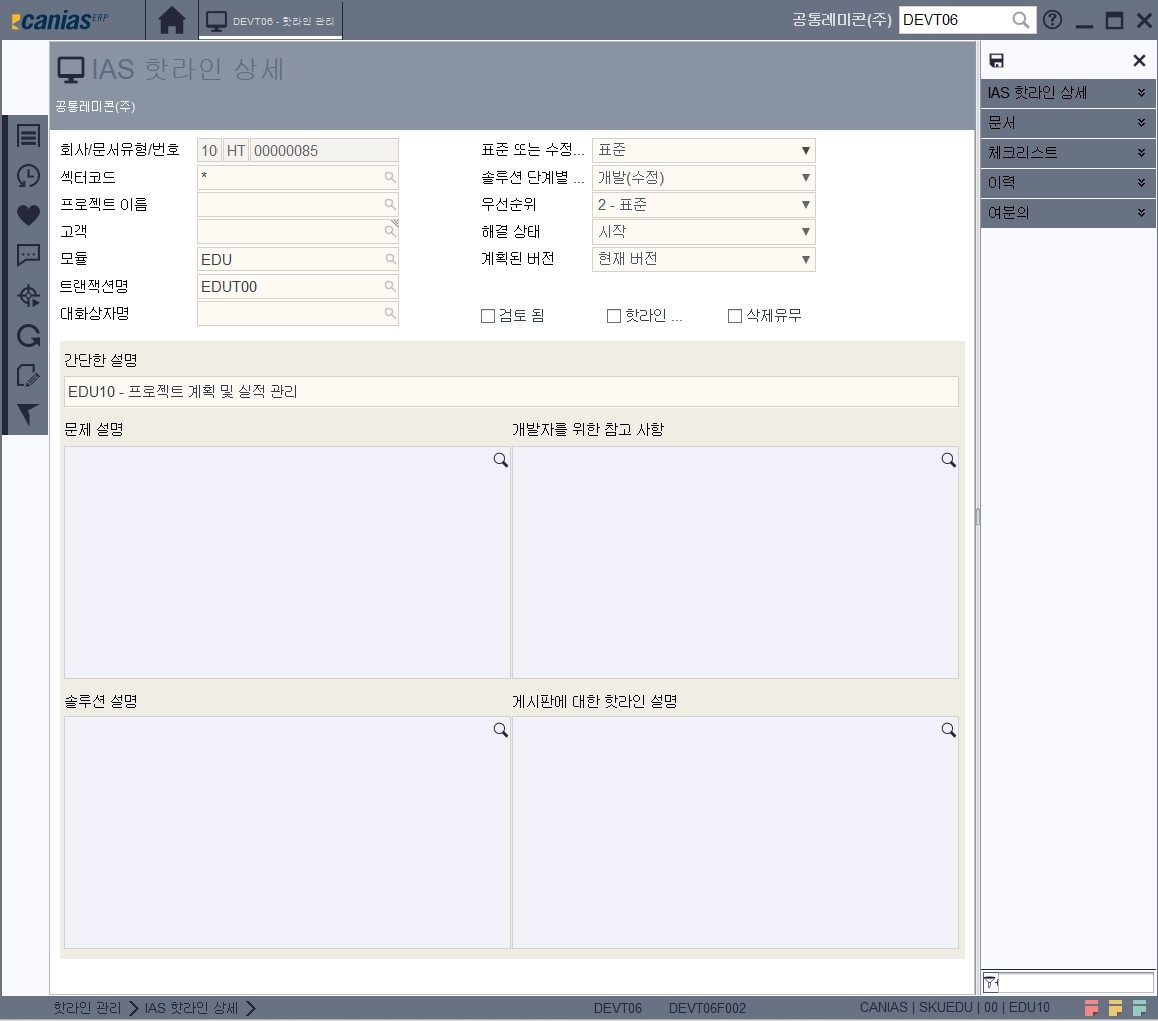 caniasERP
DEVT06 - 핫라인 관리
공통레미콘(주)
DEVT06
IAS 핫라인 상세
공통레미콘(주)
회사/문서유형/번호 10 HT 00000085
표준 또는 수정... 표준
섹터코드 *
솔루션 단계별 ... 개발(수정)
프로젝트 이름
우선순위 2 - 표준
고객
해결 상태 시작
모듈 EDU
계획된 버전 현재 버전
트랜잭션명 EDUT00
대화상자명
검토 됨 핫라인 ... 삭제유무
간단한 설명
EDU10 - 프로젝트 계획 및 실적 관리
문제 설명 개발자를 위한 참고 사항
솔루션 설명 게시판에 대한 핫라인 설명
IAS 핫라인 상세
문서
체크리스트
이력
여분의
핫라인 관리 IAS 핫라인 상세 DEVT06 DEVT06F002 CANIAS | SKUEDU | 00 | EDU10